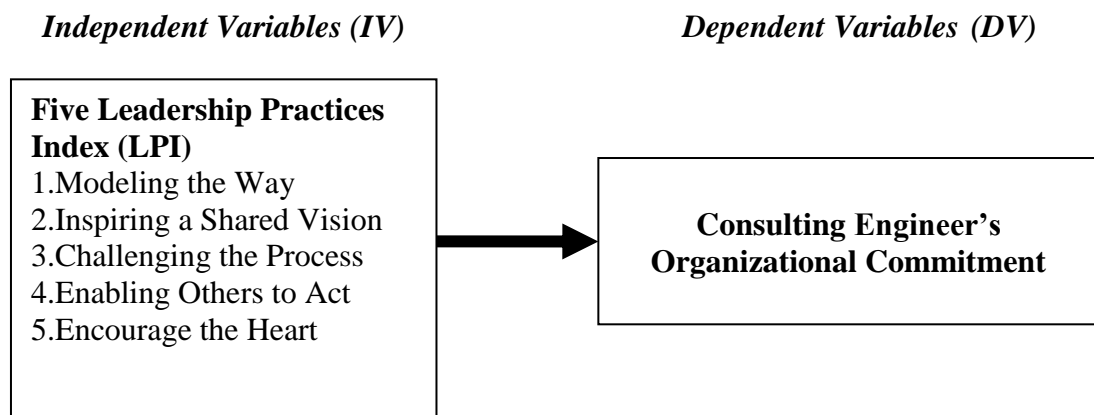 Independent Variables (IV)
Dependent Variables (DV)
Five Leadership Practices
Index (LPI)
1.Modeling the Way
2.Inspiring a Shared Vision
3.Challenging the Process
4.Enabling Others to Act
5.Encourage the Heart
Consulting Engineer’s
Organizational Commitment